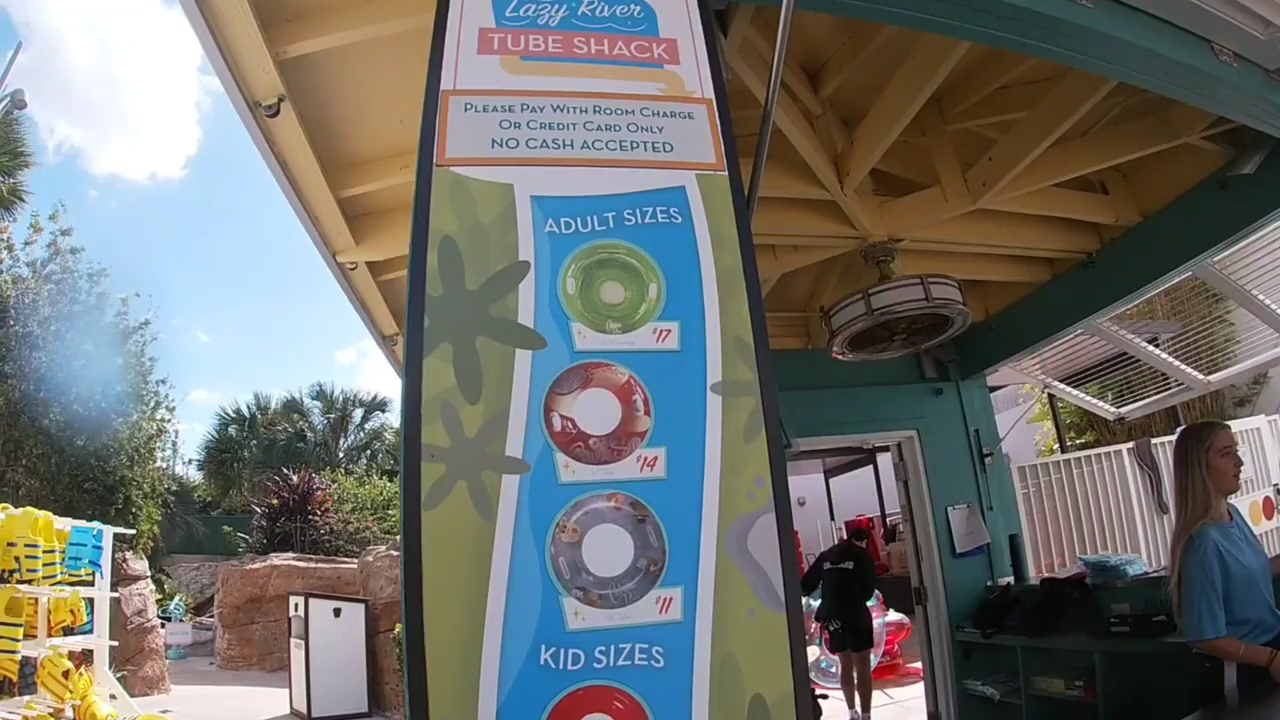 Lazy River
TUBE SHACK
PLEASE PAY WITH ROOM CHARGE
OR CREDIT CARD ONLY
NO CASH ACCEPTED
ADULT SIZES
$17
$14
$11
KID SIZES